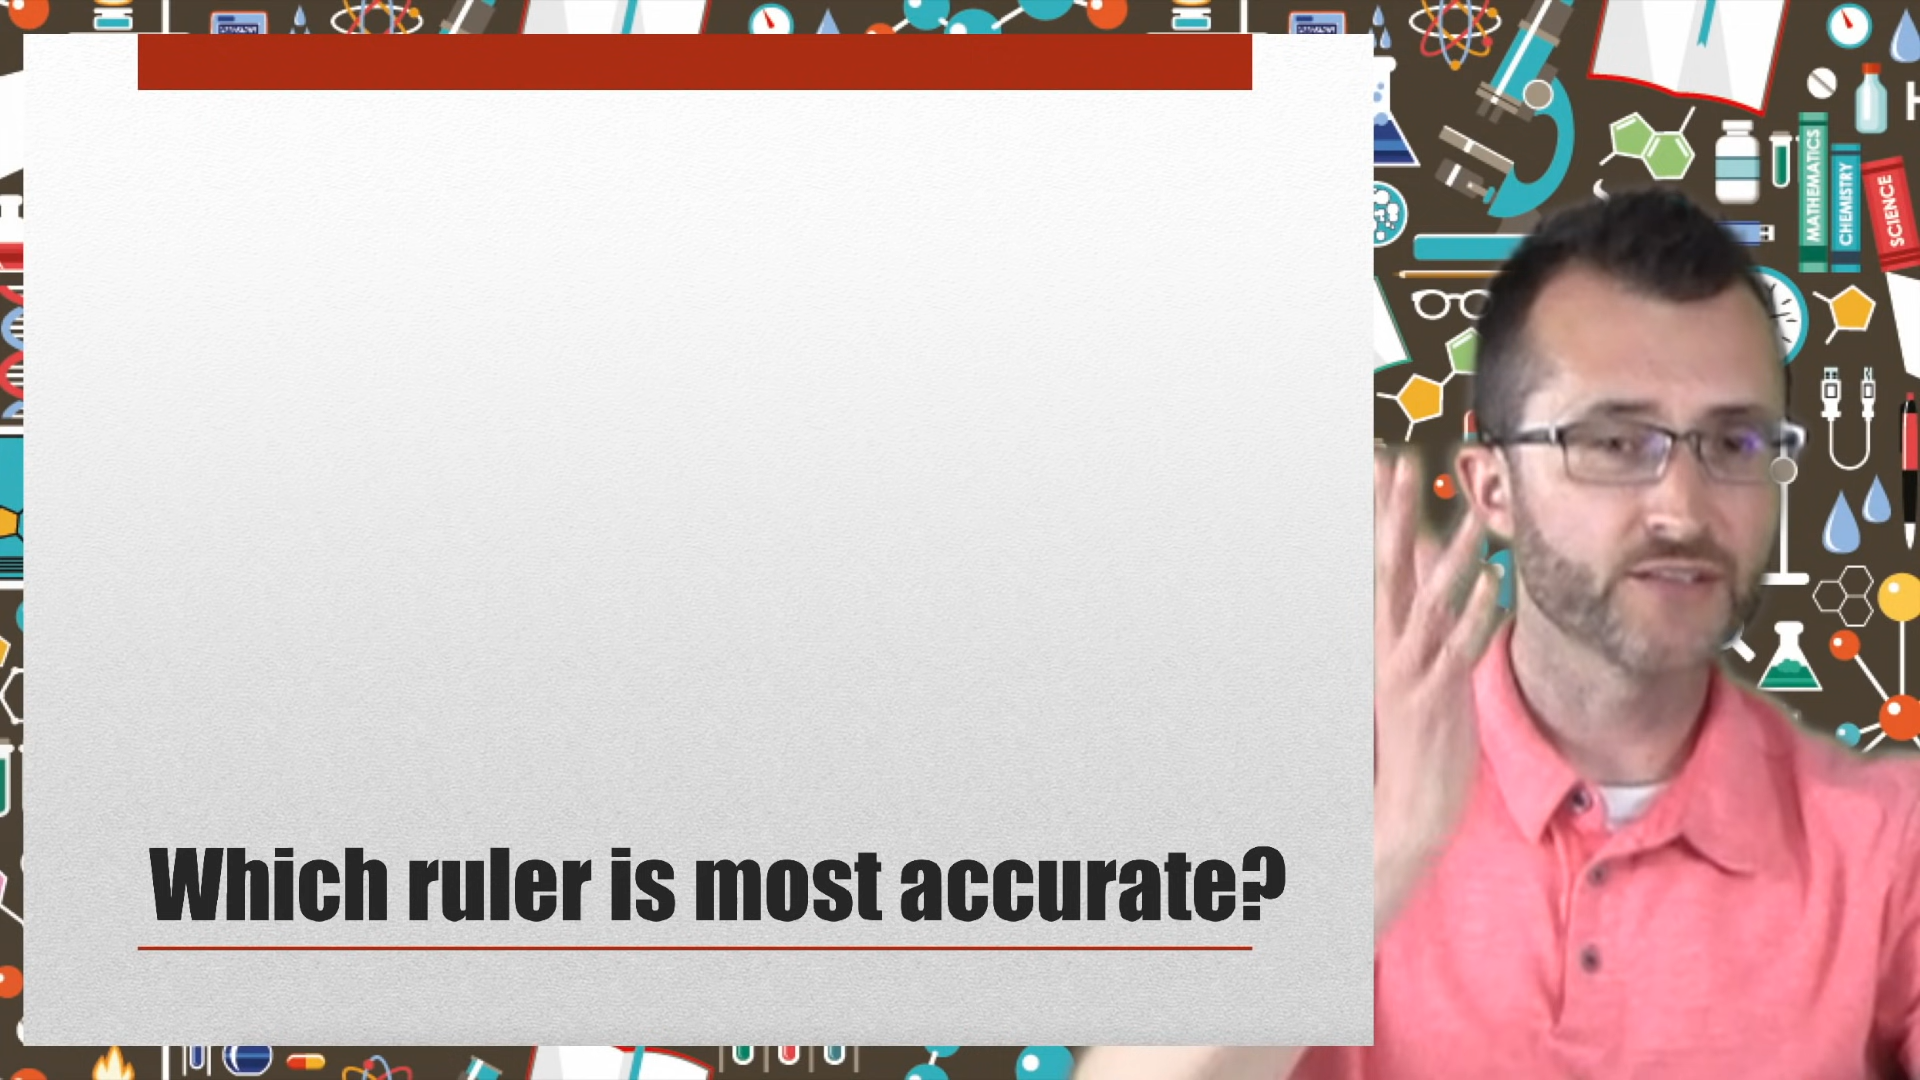 Which ruler is most accurate?
MATHEMATICS
CHEMISTRY
SCIENCE
H